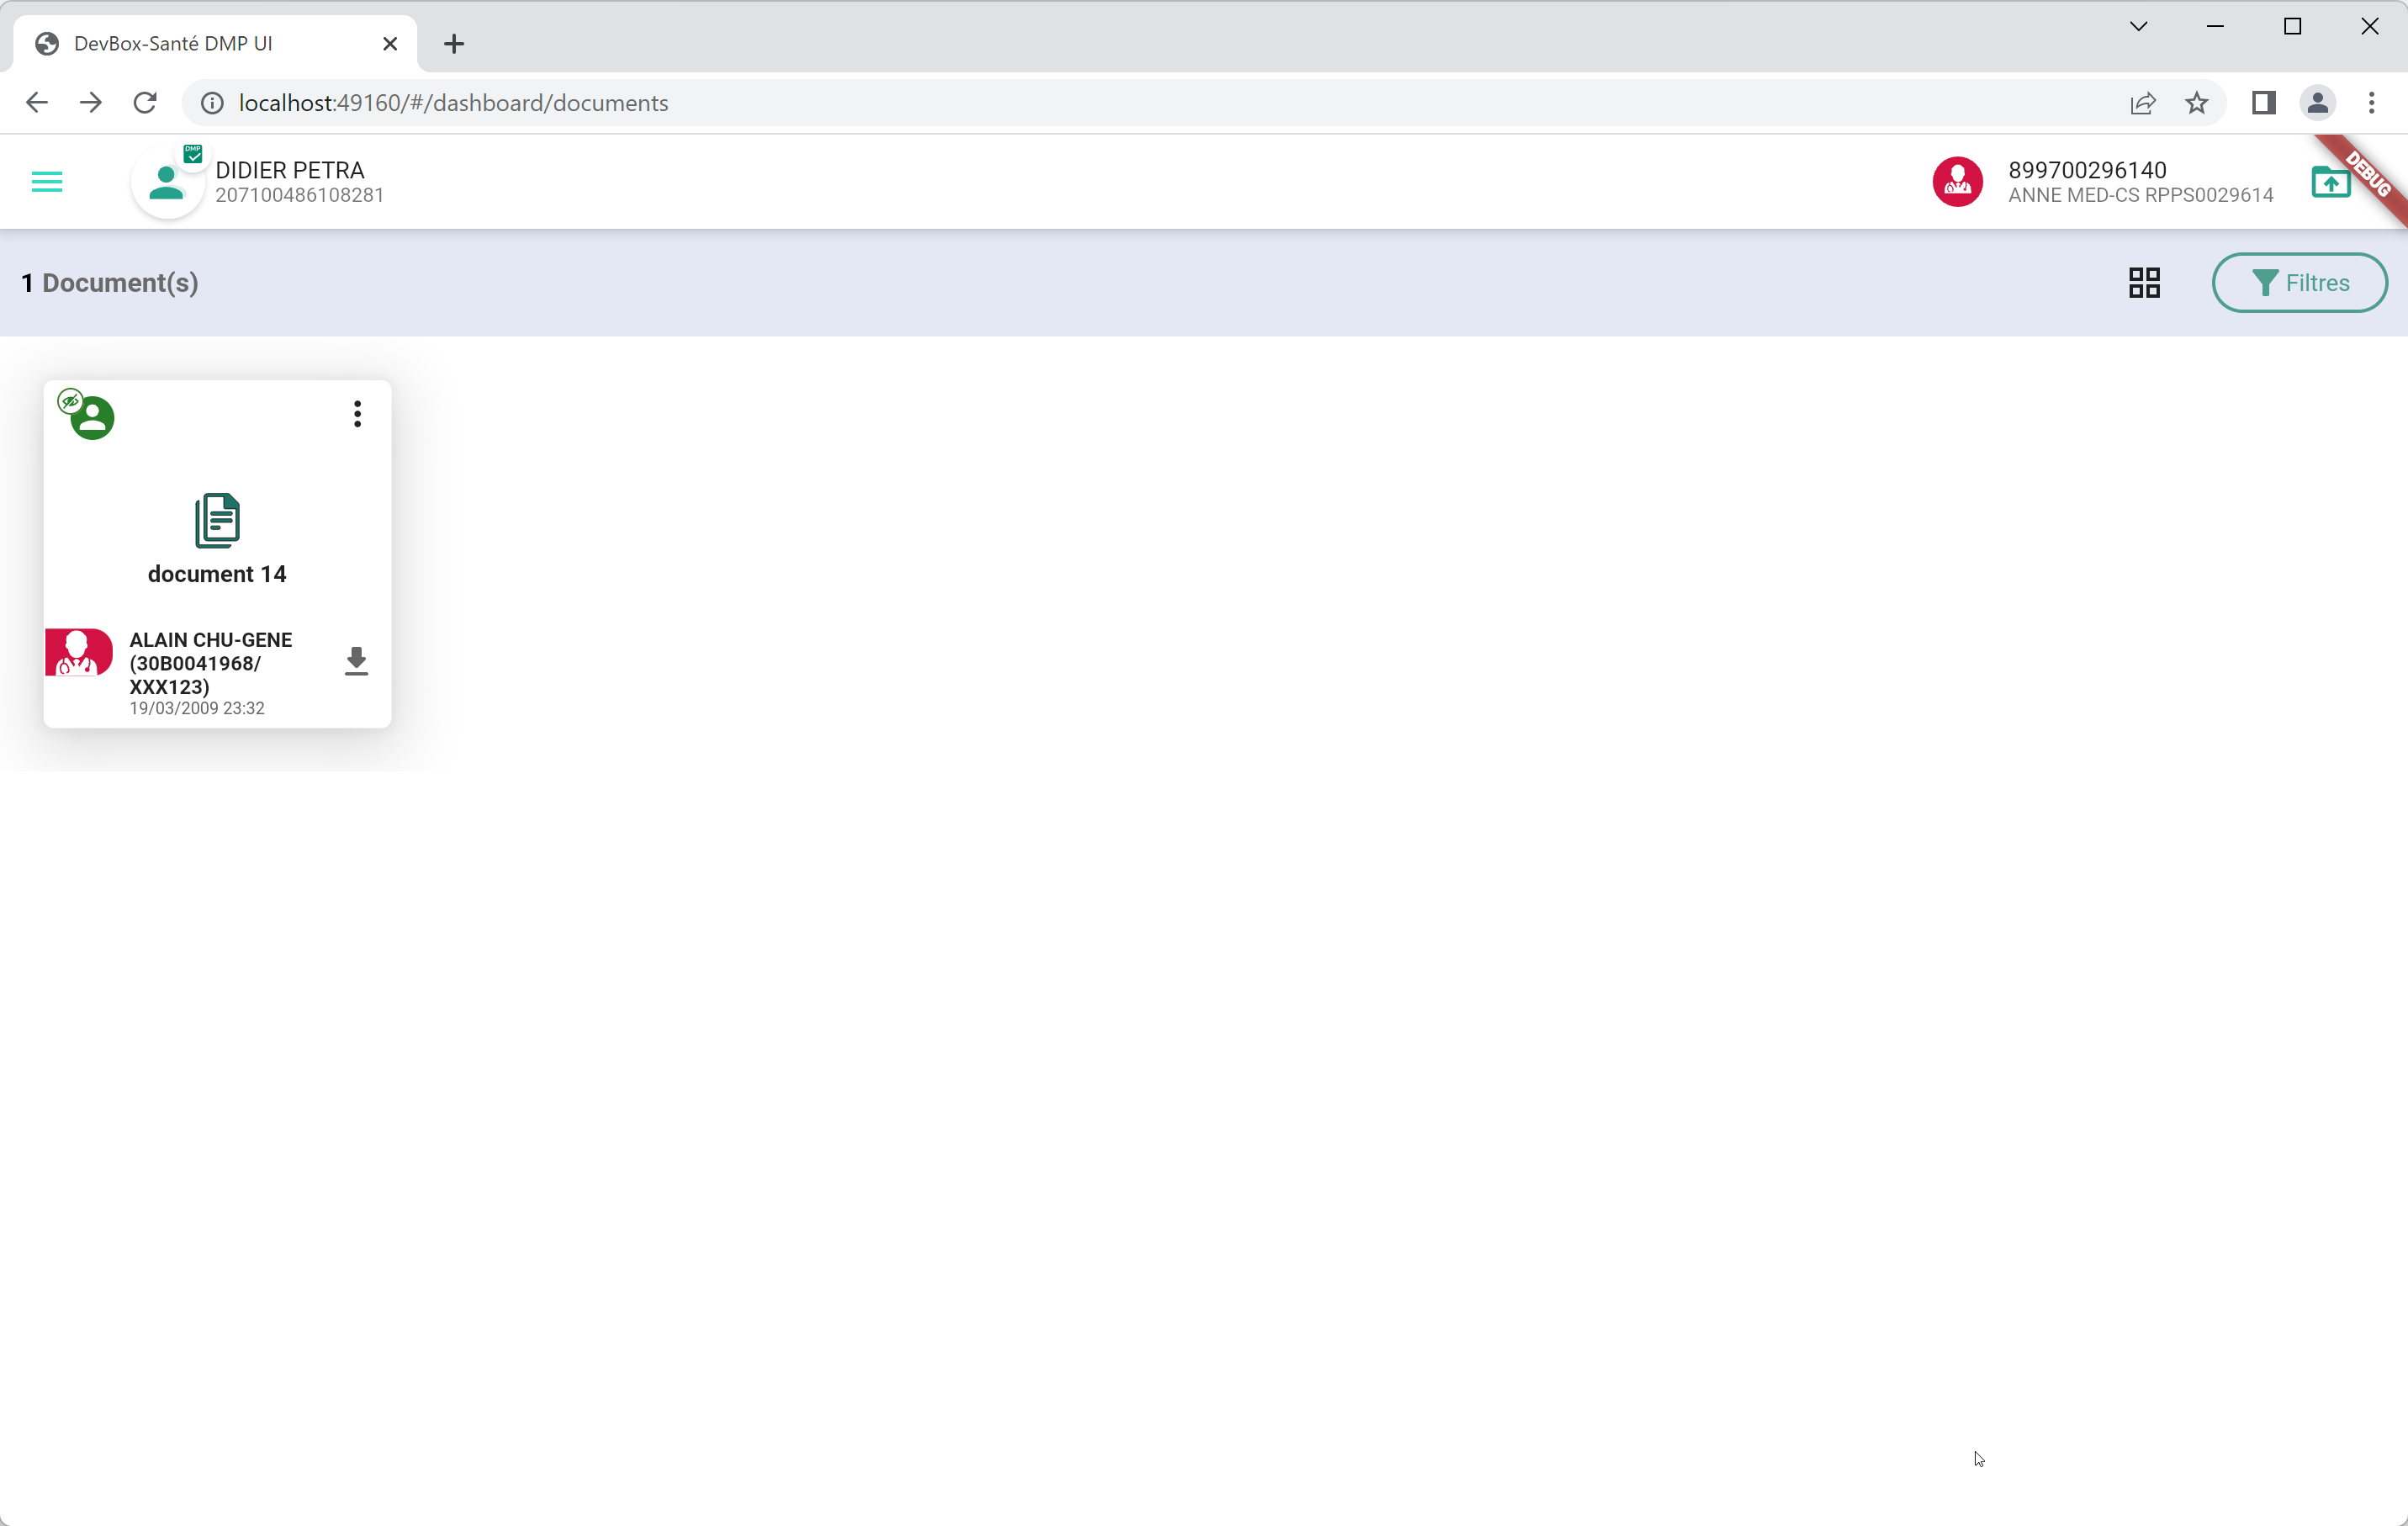 DevBox-Santé DMP UI
localhost:49160/#/dashboard/documents
DMP
DIDIER PETRA
207100486108281
899700296140
ANNE MED-CS RPPS0029614
DEBUG
1 Document(s)
Filtres
document 14
ALAIN CHU-GENE
(30B0041968/
XXX123)
19/03/2009 23:32